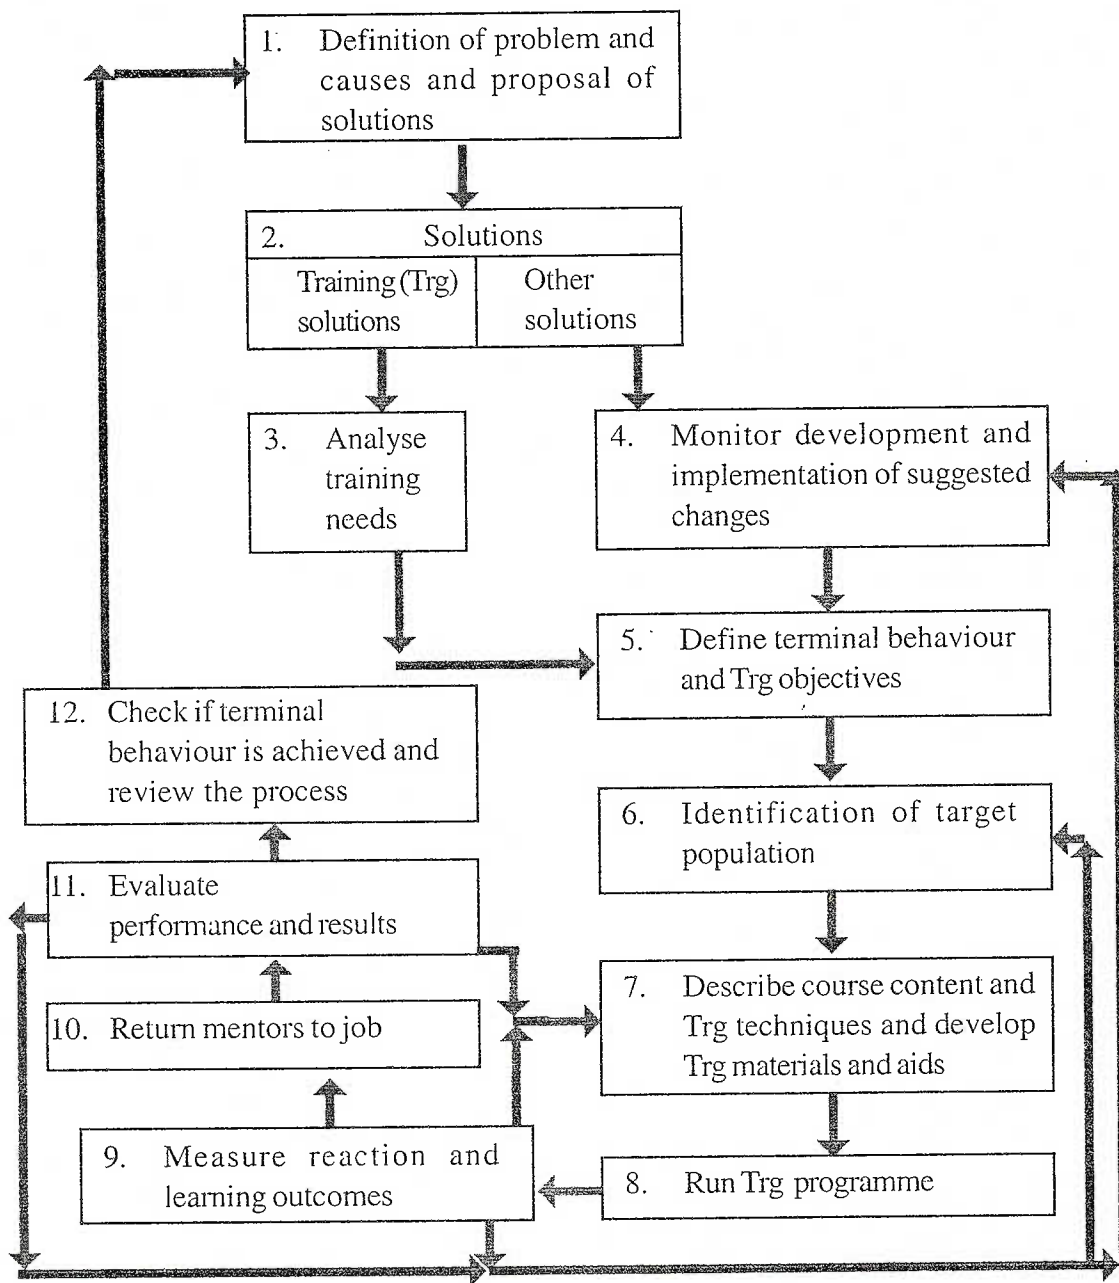 1. Definition of problem and
causes and proposal of
solutions
2. Solutions
Training (Trg)
solutions
Other
solutions
3. Analyse
training
needs
4. Monitor development and
implementation of suggested
changes
5. Define terminal behaviour
and Trg objectives
12. Check if terminal
behaviour is achieved and
review the process
6. Identification of target
population
11. Evaluate
performance and results
7. Describe course content and
Trg techniques and develop
Trg materials and aids
10. Return mentors to job
9. Measure reaction and
learning outcomes
8. Run Trg programme